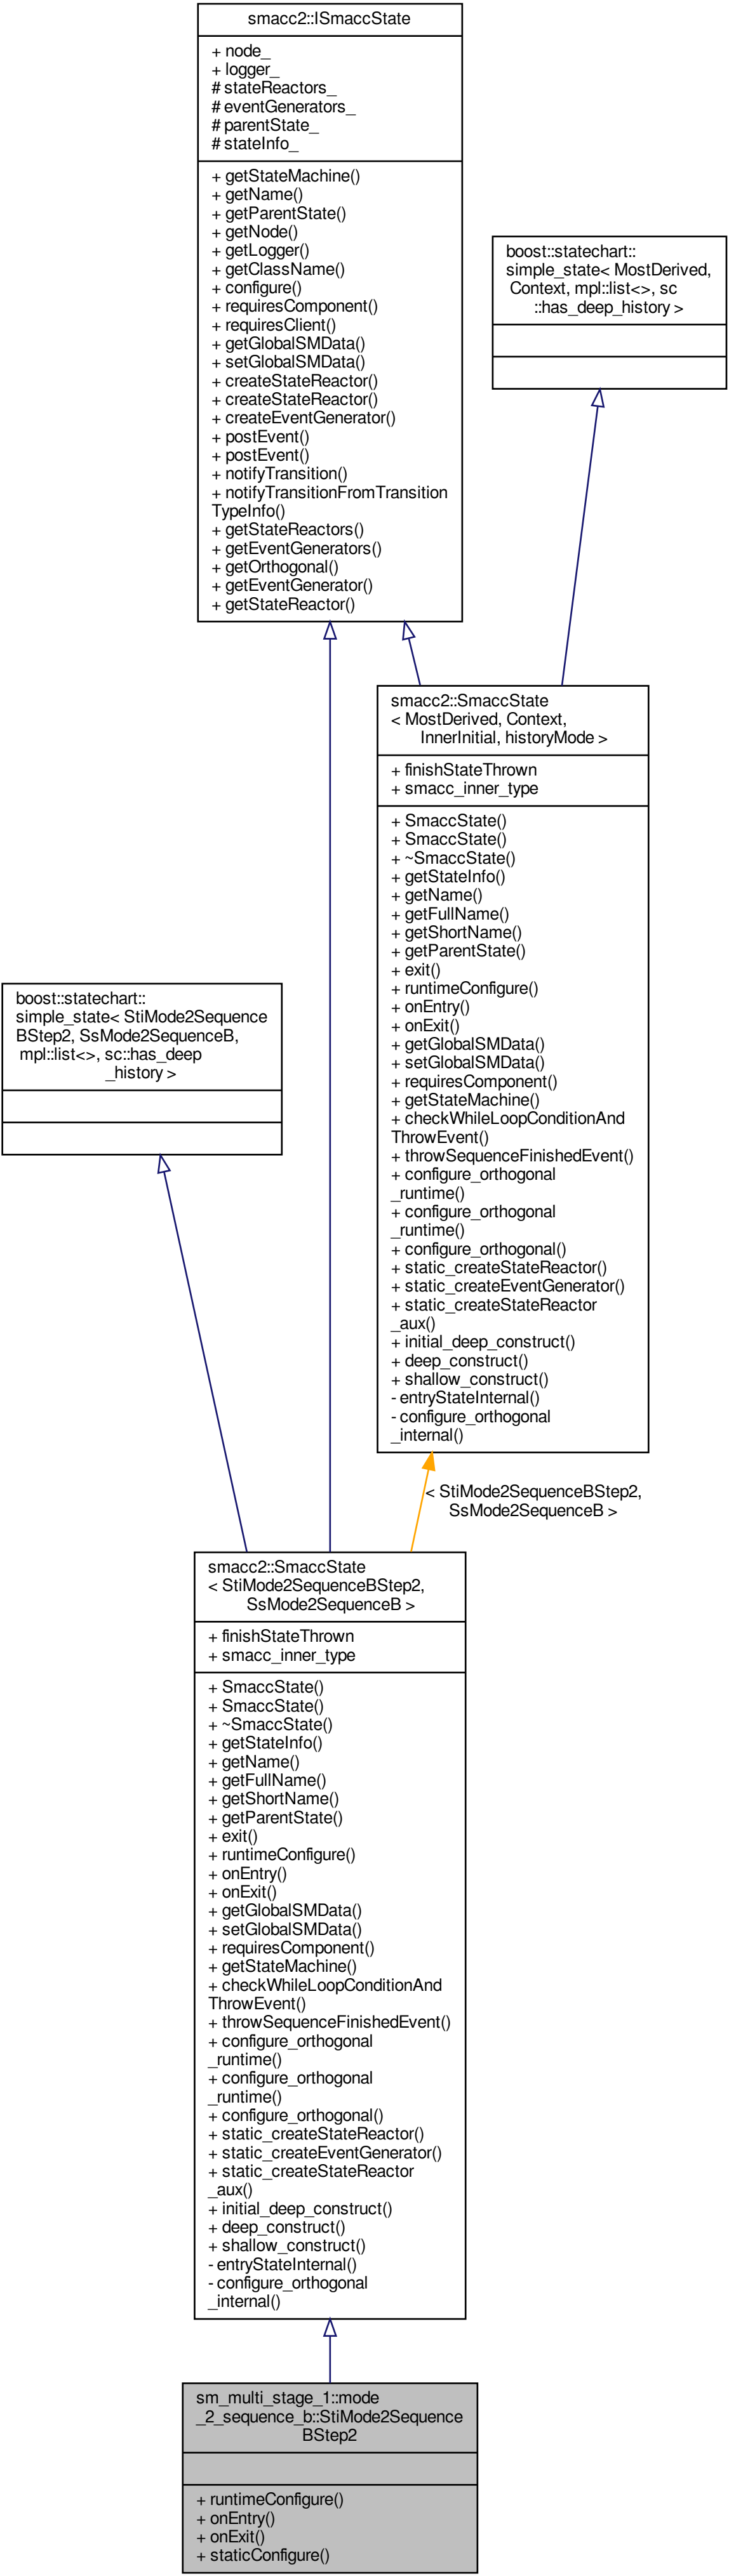 smacc2::ISmaccState
+ node_
+ logger_
# stateReactors_
# eventGenerators_
# parentState_
# stateInfo_
+ getStateMachine()
+ getName()
+ getParentState()
+ getNode()
+ getLogger()
+ getClassName()
+ configure()
+ requiresComponent()
+ requiresClient()
+ getGlobalSMData()
+ setGlobalSMData()
+ createStateReactor()
+ createStateReactor()
+ createEventGenerator()
+ postEvent()
+ postEvent()
+ notifyTransition()
+ notifyTransitionFromTransition
TypeInfo()
+ getStateReactors()
+ getEventGenerators()
+ getOrthogonal()
+ getEventGenerator()
+ getStateReactor()
boost::statechart::
simple_state< MostDerived,
Context, mpl::list<>, sc
::has_deep_history >
smacc2::SmaccState
< MostDerived, Context,
InnerInitial, historyMode >
+ finishStateThrown
+ smacc_inner_type
+ SmaccState()
+ SmaccState()
+ ~SmaccState()
+ getStateInfo()
+ getName()
+ getFullName()
+ getShortName()
+ getParentState()
+ exit()
+ runtimeConfigure()
+ onEntry()
+ onExit()
+ getGlobalSMData()
+ setGlobalSMData()
+ requiresComponent()
+ getStateMachine()
+ checkWhileLoopConditionAnd
ThrowEvent()
+ throwSequenceFinishedEvent()
+ configure_orthogonal
_runtime()
+ configure_orthogonal
_runtime()
+ configure_orthogonal()
+ static_createStateReactor()
+ static_createEventGenerator()
+ static_createStateReactor
_aux()
+ initial_deep_construct()
+ deep_construct()
+ shallow_construct()
- entryStateInternal()
- configure_orthogonal
_internal()
boost::statechart::
simple_state< StiMode2Sequence
BStep2, SsMode2SequenceB,
mpl::list<>, sc::has_deep
_history >
< StiMode2SequenceBStep2,
SsMode2SequenceB >
smacc2::SmaccState
< StiMode2SequenceBStep2,
SsMode2SequenceB >
+ finishStateThrown
+ smacc_inner_type
+ SmaccState()
+ SmaccState()
+ ~SmaccState()
+ getStateInfo()
+ getName()
+ getFullName()
+ getShortName()
+ getParentState()
+ exit()
+ runtimeConfigure()
+ onEntry()
+ onExit()
+ getGlobalSMData()
+ setGlobalSMData()
+ requiresComponent()
+ getStateMachine()
+ checkWhileLoopConditionAnd
ThrowEvent()
+ throwSequenceFinishedEvent()
+ configure_orthogonal
_runtime()
+ configure_orthogonal
_runtime()
+ configure_orthogonal()
+ static_createStateReactor()
+ static_createEventGenerator()
+ static_createStateReactor
_aux()
+ initial_deep_construct()
+ deep_construct()
+ shallow_construct()
- entryStateInternal()
- configure_orthogonal
_internal()
sm_multi_stage_1::mode
_2_sequence_b::StiMode2Sequence
BStep2
+ runtimeConfigure()
+ onEntry()
+ onExit()
+ staticConfigure()